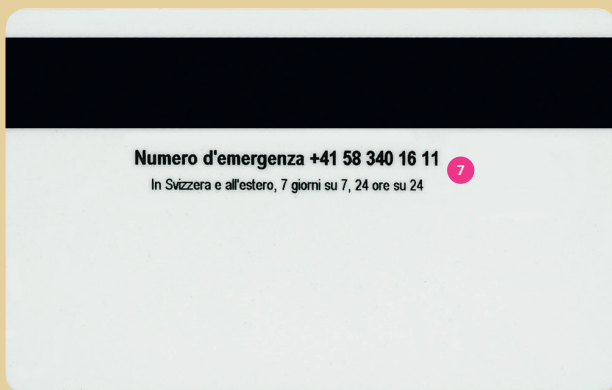 Numero d'emergenza +41 58 340 16 11
7
In Svizzera e all'estero, 7 giorni su 7, 24 ore su 24